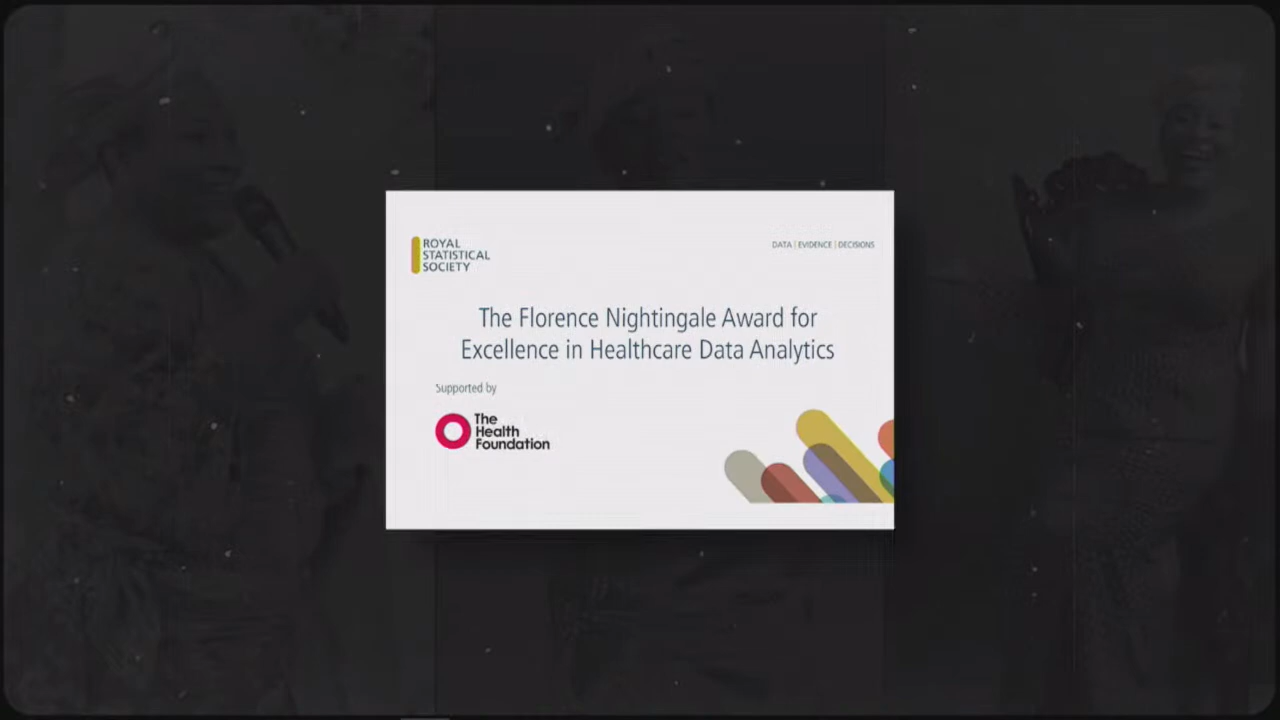 ROYAL
STATISTICAL
SOCIETY
DATA | EVIDENCE | DECISIONS
The Florence Nightingale Award for
Excellence in Healthcare Data Analytics
Supported by
The
Health
Foundation